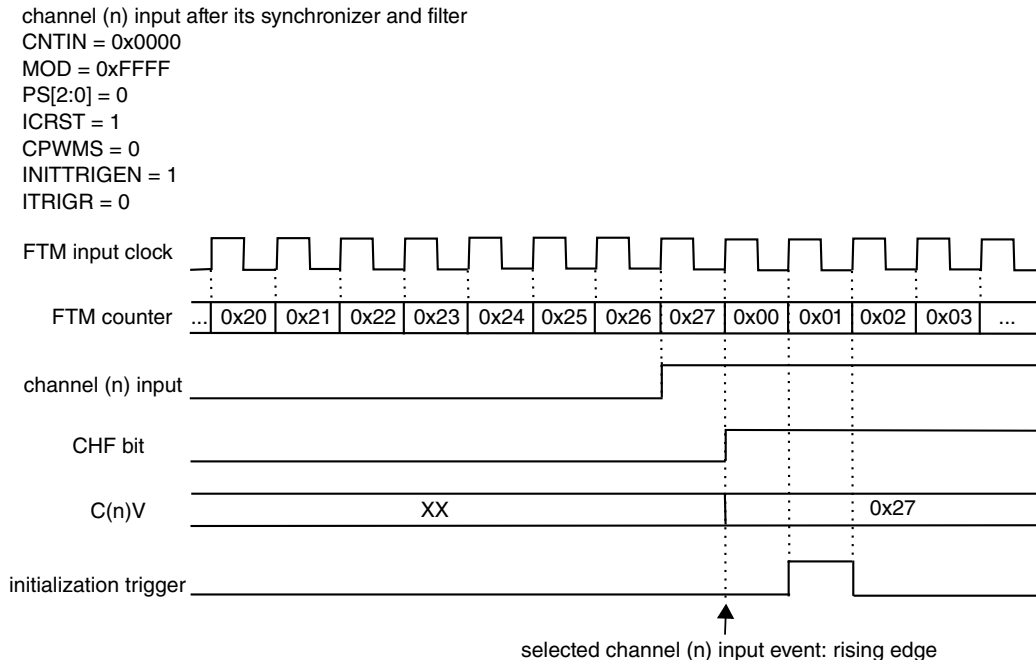 channel (n) input after its synchronizer and filter
CNTIN = 0x0000
MOD = 0xFFFF
PS[2:0] = 0
ICRST = 1
CPWMS = 0
INITTRIGEN = 1
ITRIGR = 0
FTM input clock
FTM counter ... 0x20 0x21 0x22 0x23 0x24 0x25 0x26 0x27 0x00 0x01 0x02 0x03 ...
channel (n) input
CHF bit
C(n)V XX 0x27
initialization trigger
selected channel (n) input event: rising edge